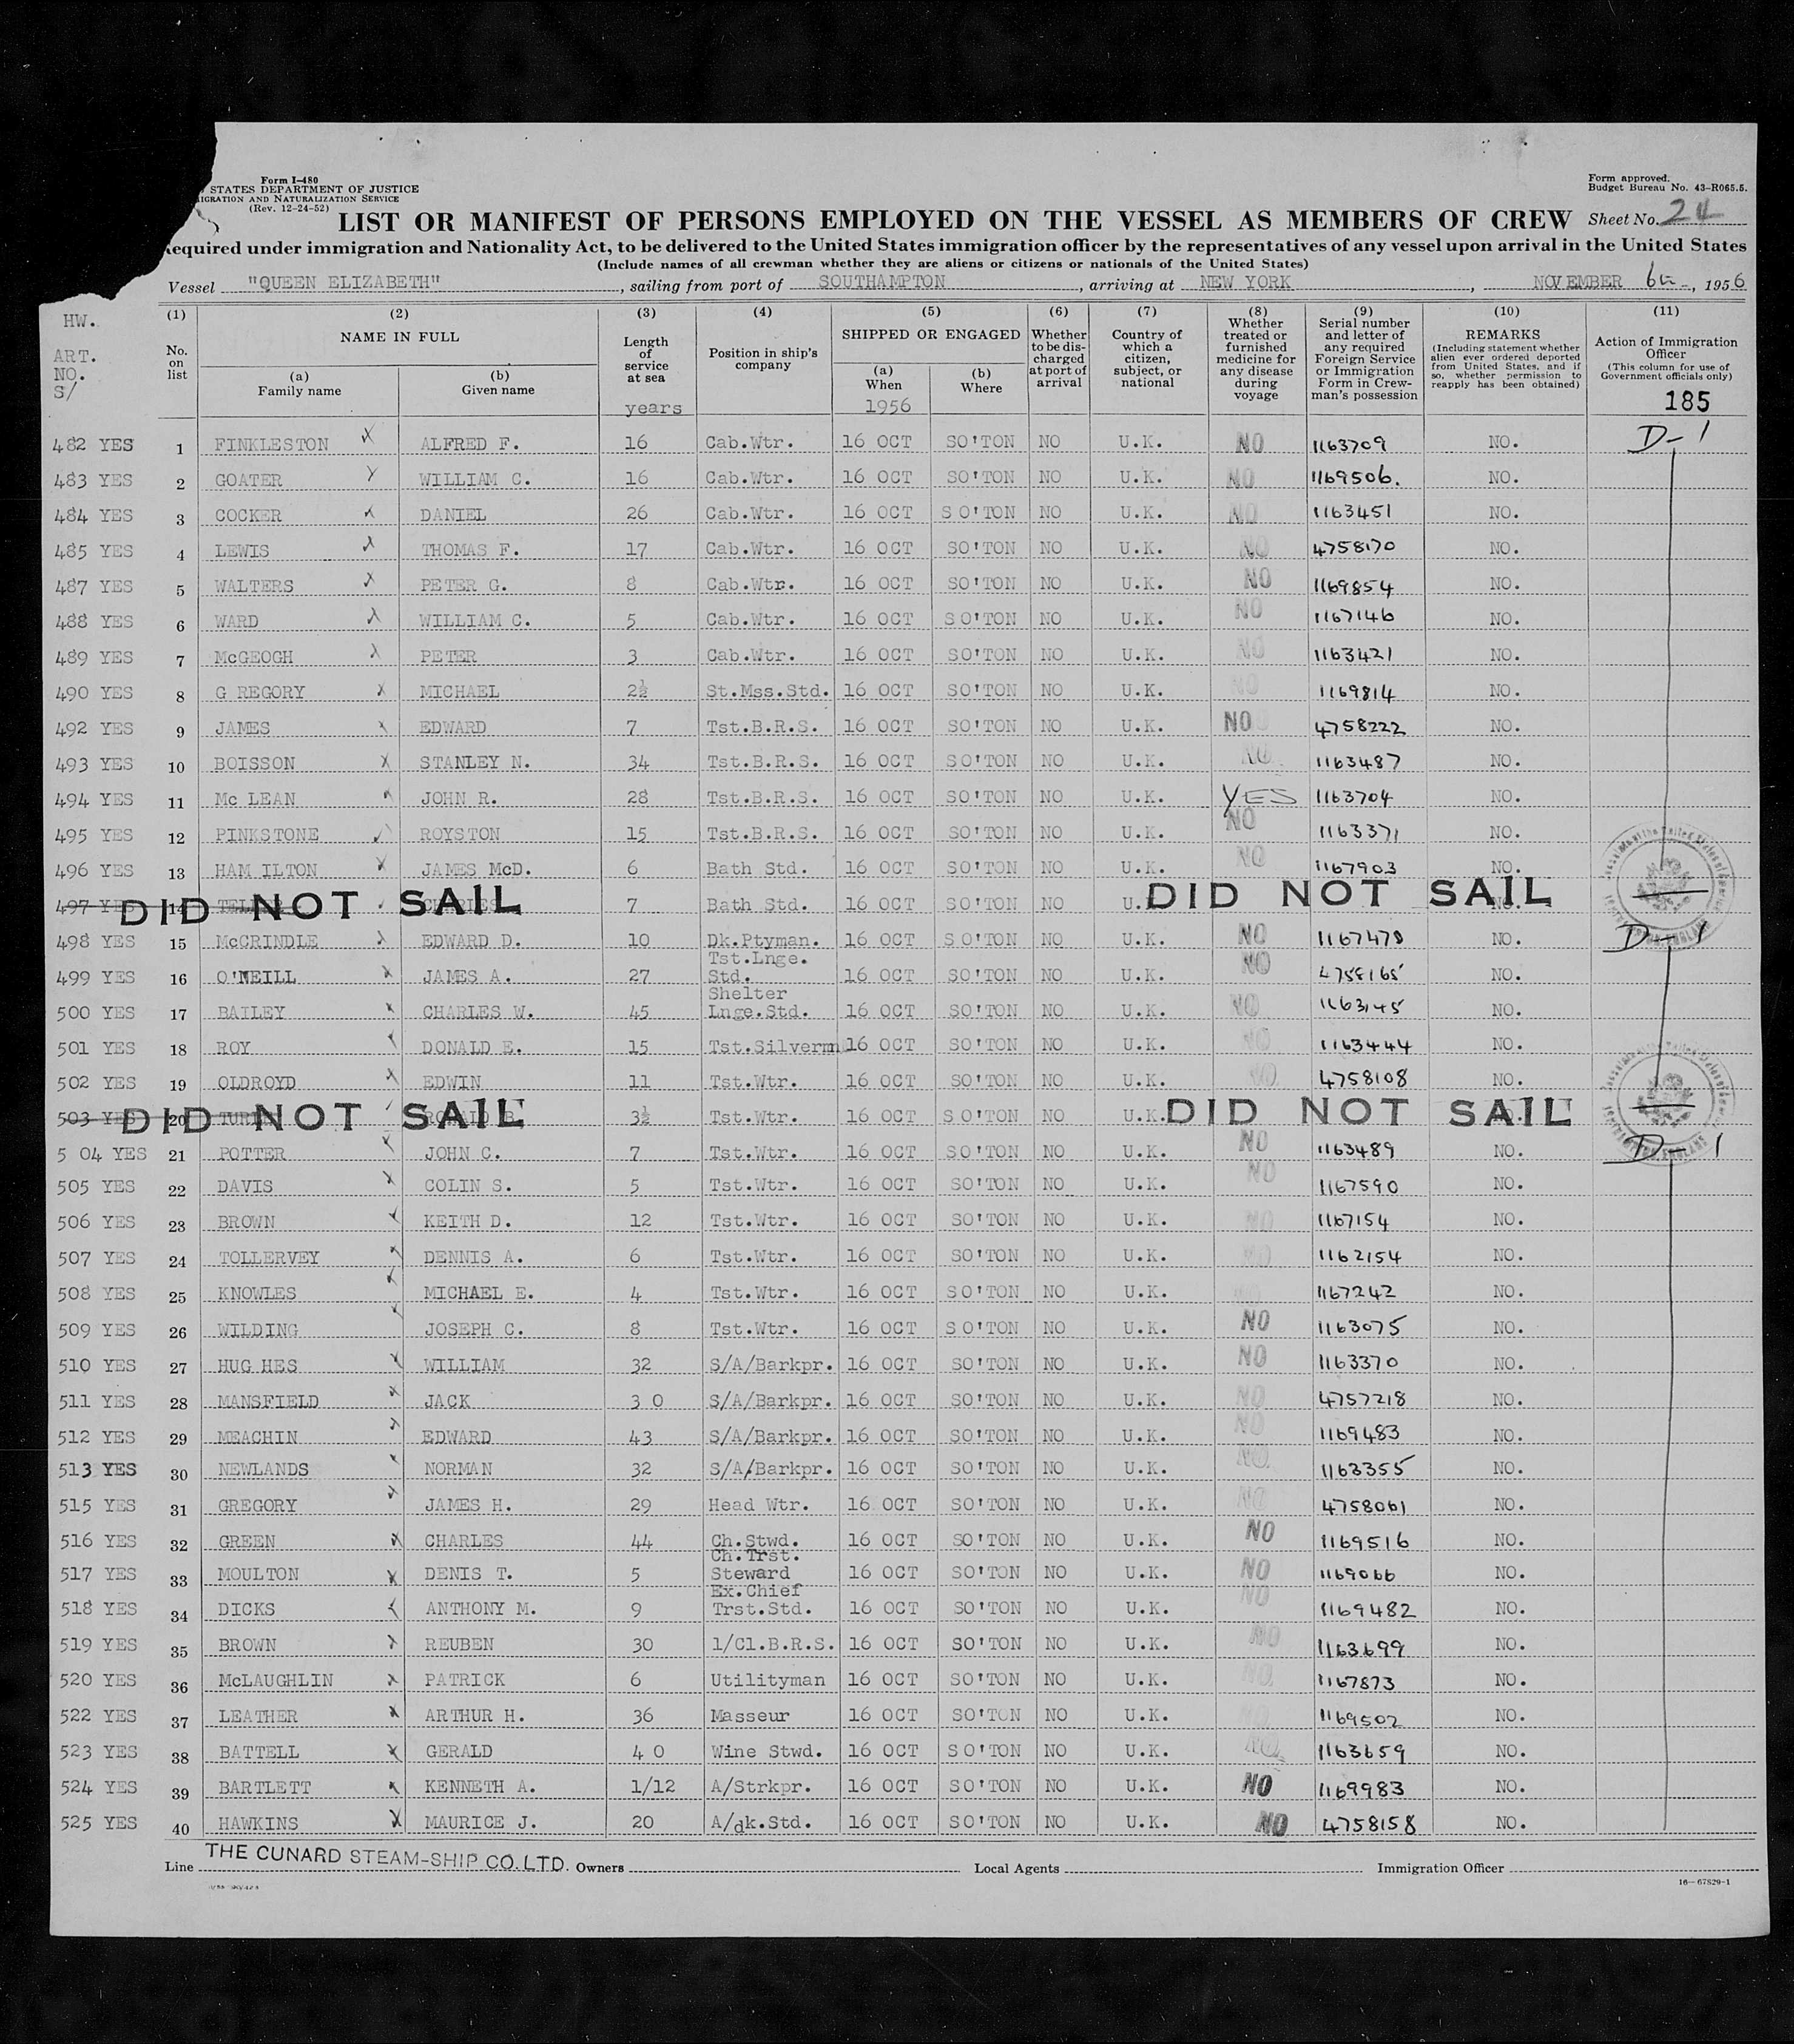 Form I-480
STATES DEPARTMENT OF JUSTICE
IGRATION AND NATURALIZATION SERVICE
(Rev. 12-24-52)
Form approved.
Budget Bureau No. 43-R065.5.
LIST OR MANIFEST OF PERSONS EMPLOYED ON THE VESSEL AS MEMBERS OF CREW Sheet No. 24
equired under immigration and Nationality Act, to be delivered to the United States immigration officer by the representatives of any vessel upon arrival in the United States
(Include names of all crewman whether they are aliens or citizens or nationals of the United States)
Vessel "QUEEN ELIZABETH", sailing from port of SOUTHAMPTON, arriving at NEW YORK, NOVEMBER 6th, 1956
HW.
ART.
NO.
S/
(1) No. on list
(2) NAME IN FULL
(a) Family name
(b) Given name
(3) Length of service at sea
years
(4) Position in ship's company
(5) SHIPPED OR ENGAGED
(a) When
1956
(b) Where
(6) Whether to be discharged at port of arrival
(7) Country of which a citizen, subject, or national
(8) Whether treated or furnished medicine for any disease during voyage
(9) Serial number and letter of any required Foreign Service or Immigration Form in Crewman's possession
(10) REMARKS
(Including statement whether alien ever ordered deported from United States, and if so, whether permission to reapply has been obtained)
(11) Action of Immigration Officer
(This column for use of Government officials only)
185
482 YES 1 FINKLESTON ALFRED F. 16 Cab.Wtr. 16 OCT SO'TON NO U.K. NO 1163709 NO. D-1
483 YES 2 GOATER WILLIAM C. 16 Cab.Wtr. 16 OCT SO'TON NO U.K. NO 1169506. NO.
484 YES 3 COCKER DANIEL 26 Cab.Wtr. 16 OCT S O'TON NO U.K. NO 1163451 NO.
485 YES 4 LEWIS THOMAS F. 17 Cab.Wtr. 16 OCT SO'TON NO U.K. NO 4758170 NO.
487 YES 5 WALTERS PETER G. 8 Cab.Wtr. 16 OCT SO'TON NO U.K. NO 1169854 NO.
488 YES 6 WARD WILLIAM C. 5 Cab.Wtr. 16 OCT S O'TON NO U.K. NO 1167146 NO.
489 YES 7 McGEOGH PETER 3 Cab.Wtr. 16 OCT SO'TON NO U.K. NO 1163421 NO.
490 YES 8 G REGORY MICHAEL 2½ St.Mss.Std. 16 OCT SO'TON NO U.K. NO 1169814 NO.
492 YES 9 JAMES EDWARD 7 Tst.B.R.S. 16 OCT SO'TON NO U.K. NO 4758222 NO.
493 YES 10 BOISSON STANLEY N. 34 Tst.B.R.S. 16 OCT SO'TON NO U.K. NO 1163487 NO.
494 YES 11 Mc LEAN JOHN R. 28 Tst.B.R.S. 16 OCT SO'TON NO U.K. YES 1163704 NO.
495 YES 12 PINKSTONE ROYSTON 15 Tst.B.R.S. 16 OCT SO'TON NO U.K. NO 1163371 NO.
496 YES 13 HAM ILTON JAMES McD. 6 Bath Std. 16 OCT SO'TON NO U.K. NO 1167903 NO.
497 YES 14 DID NOT SAIL CHARLES 7 Bath Std. 16 OCT SO'TON NO U.K. DID NOT SAIL NO.
498 YES 15 McCRINDLE EDWARD D. 10 Dk.Ptyman. 16 OCT S O'TON NO U.K. NO 1167478 NO. D-1
499 YES 16 O'NEILL JAMES A. 27 Tst.Lnge. Std. 16 OCT SO'TON NO U.K. NO 4758165 NO.
500 YES 17 BAILEY CHARLES W. 45 Shelter Lnge.Std. 16 OCT SO'TON NO U.K. NO 1163145 NO.
501 YES 18 ROY DONALD E. 15 Tst.Silverm 16 OCT SO'TON NO U.K. NO 1163444 NO.
502 YES 19 OLDROYD EDWIN 11 Tst.Wtr. 16 OCT SO'TON NO U.K. NO 4758108 NO.
503 YES 20 DID NOT SAIL RONALD 3½ Tst.Wtr. 16 OCT S O'TON NO U.K. DID NOT SAIL
5 04 YES 21 POTTER JOHN C. 7 Tst.Wtr. 16 OCT SO'TON NO U.K. NO 1163489 NO. D-1
505 YES 22 DAVIS COLIN S. 5 Tst.Wtr. 16 OCT SO'TON NO U.K. NO 1167590 NO.
506 YES 23 BROWN KEITH D. 12 Tst.Wtr. 16 OCT SO'TON NO U.K. NO 1167154 NO.
507 YES 24 TOLLERVEY DENNIS A. 6 Tst.Wtr. 16 OCT SO'TON NO U.K. NO 1162154 NO.
508 YES 25 KNOWLES MICHAEL E. 4 Tst.Wtr. 16 OCT S O'TON NO U.K. NO 1167242 NO.
509 YES 26 WILDING JOSEPH C. 8 Tst.Wtr. 16 OCT S O'TON NO U.K. NO 1163075 NO.
510 YES 27 HUG HES WILLIAM 32 S/A/Barkpr. 16 OCT SO'TON NO U.K. NO 1163370 NO.
511 YES 28 MANSFIELD JACK 3 0 S/A/Barkpr. 16 OCT SO'TON NO U.K. NO 4757218 NO.
512 YES 29 MEACHIN EDWARD 43 S/A/Barkpr. 16 OCT SO'TON NO U.K. NO 1169483 NO.
513 YES 30 NEWLANDS NORMAN 32 S/A/Barkpr. 16 OCT SO'TON NO U.K. NO 1163355 NO.
515 YES 31 GREGORY JAMES H. 29 Head Wtr. 16 OCT SO'TON NO U.K. NO 4758061 NO.
516 YES 32 GREEN CHARLES 44 Ch.Stwd. 16 OCT SO'TON NO U.K. NO 1169516 NO.
517 YES 33 MOULTON DENIS T. 5 Ch.Trst. Steward 16 OCT SO'TON NO U.K. NO 1169066 NO.
518 YES 34 DICKS ANTHONY M. 9 Ex.Chief Trst.Std. 16 OCT SO'TON NO U.K. NO 1169482 NO.
519 YES 35 BROWN REUBEN 30 1/Cl.B.R.S. 16 OCT SO'TON NO U.K. NO 1163699 NO.
520 YES 36 McLAUGHLIN PATRICK 6 Utilityman 16 OCT SO'TON NO U.K. NO 1167873 NO.
522 YES 37 LEATHER ARTHUR H. 36 Masseur 16 OCT SO'TON NO U.K. NO 1169502 NO.
523 YES 38 BATTELL GERALD 4 0 Wine Stwd. 16 OCT S O'TON NO U.K. NO 1163659 NO.
524 YES 39 BARTLETT KENNETH A. 1/12 A/Strkpr. 16 OCT SO'TON NO U.K. NO 1169983 NO.
525 YES 40 HAWKINS MAURICE J. 20 A/dk.Std. 16 OCT SO'TON NO U.K. NO 4758158 NO.
Line THE CUNARD STEAM-SHIP CO. LTD. Owners Local Agents Immigration Officer
16—67829-1